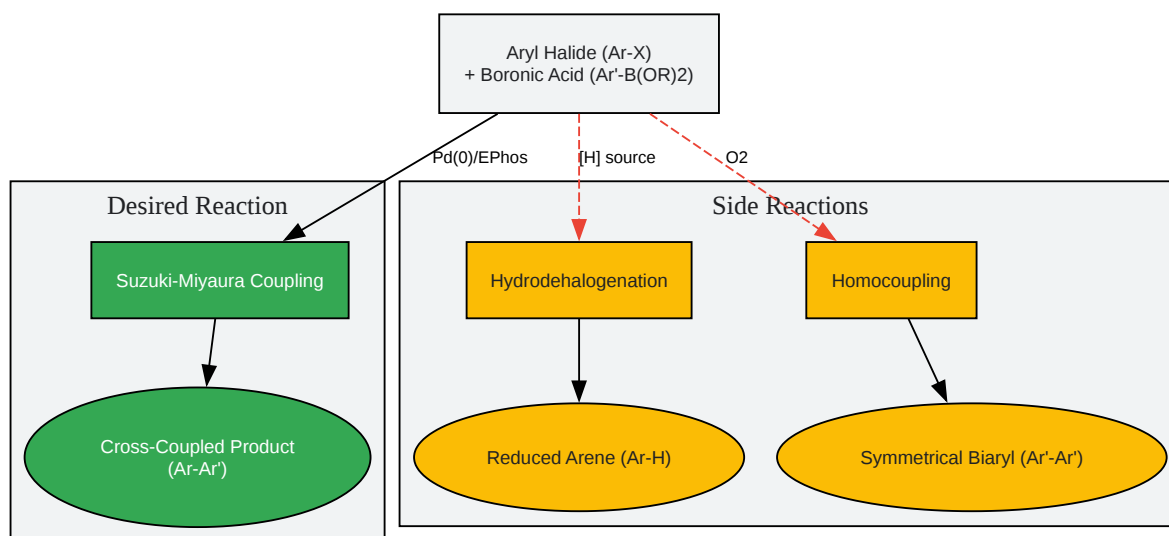 Aryl Halide (Ar-X)
+ Boronic Acid (Ar'-B(OR)2)
Pd(0)/EPhos
[H] source
O2
Desired Reaction
Side Reactions
Suzuki-Miyaura Coupling
Hydrodehalogenation
Homocoupling
Cross-Coupled Product
(Ar-Ar')
Reduced Arene (Ar-H)
Symmetrical Biaryl (Ar'-Ar')